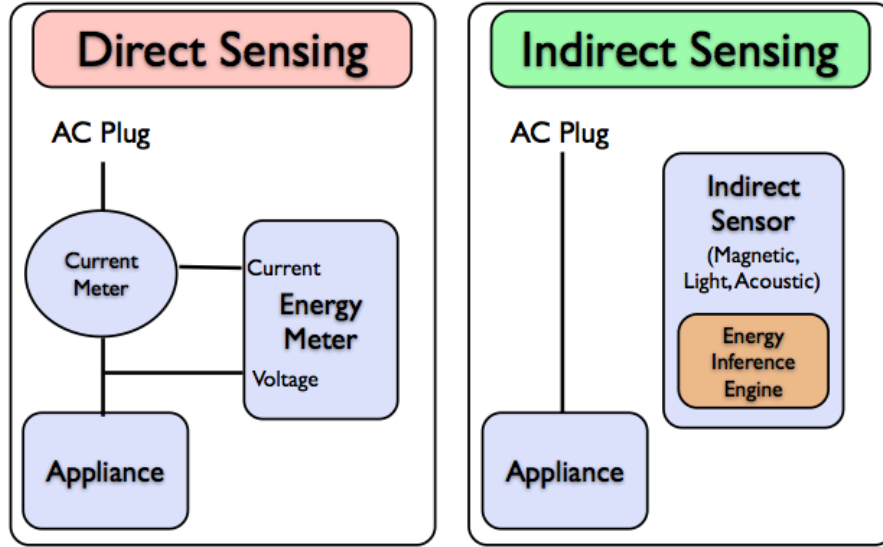 Direct Sensing
AC Plug
Current
Meter
Current
Energy
Meter
Voltage
Appliance
Indirect Sensing
AC Plug
Indirect
Sensor
(Magnetic,
Light, Acoustic)
Energy
Inference
Engine
Appliance